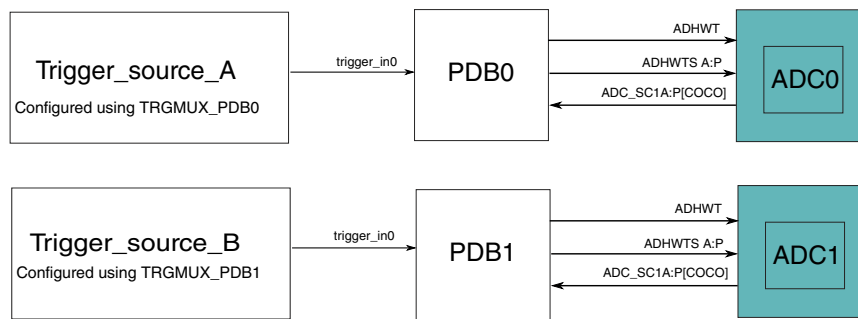 Trigger_source_A
Configured using TRGMUX_PDB0
trigger_in0
PDB0
ADHWT
ADHWTS A:P
ADC_SC1A:P[COCO]
ADC0
Trigger_source_B
Configured using TRGMUX_PDB1
trigger_in0
PDB1
ADHWT
ADHWTS A:P
ADC_SC1A:P[COCO]
ADC1